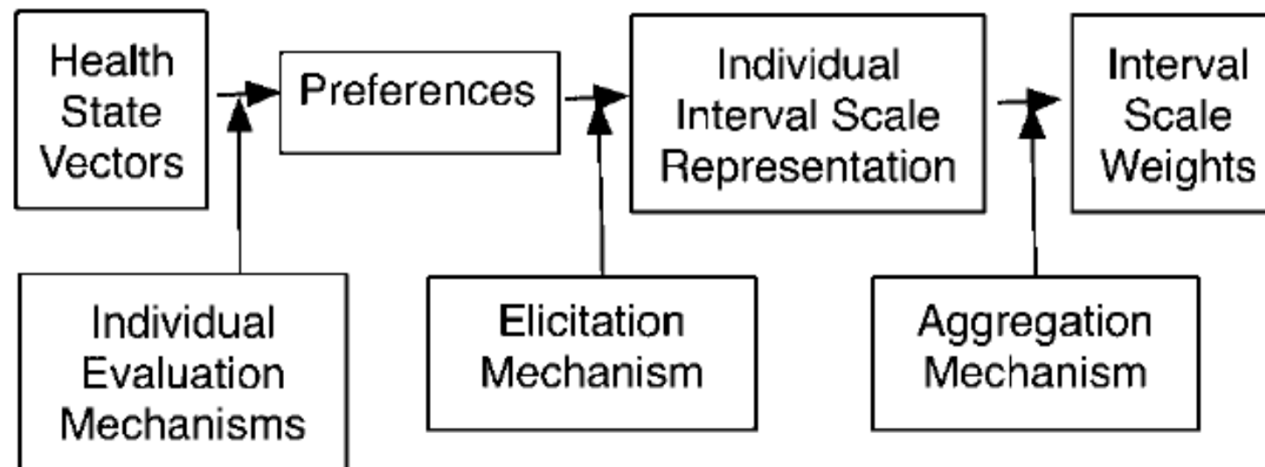 Health
State
Vectors
Preferences
Individual
Interval Scale
Representation
Interval
Scale
Weights
Individual
Evaluation
Mechanisms
Elicitation
Mechanism
Aggregation
Mechanism